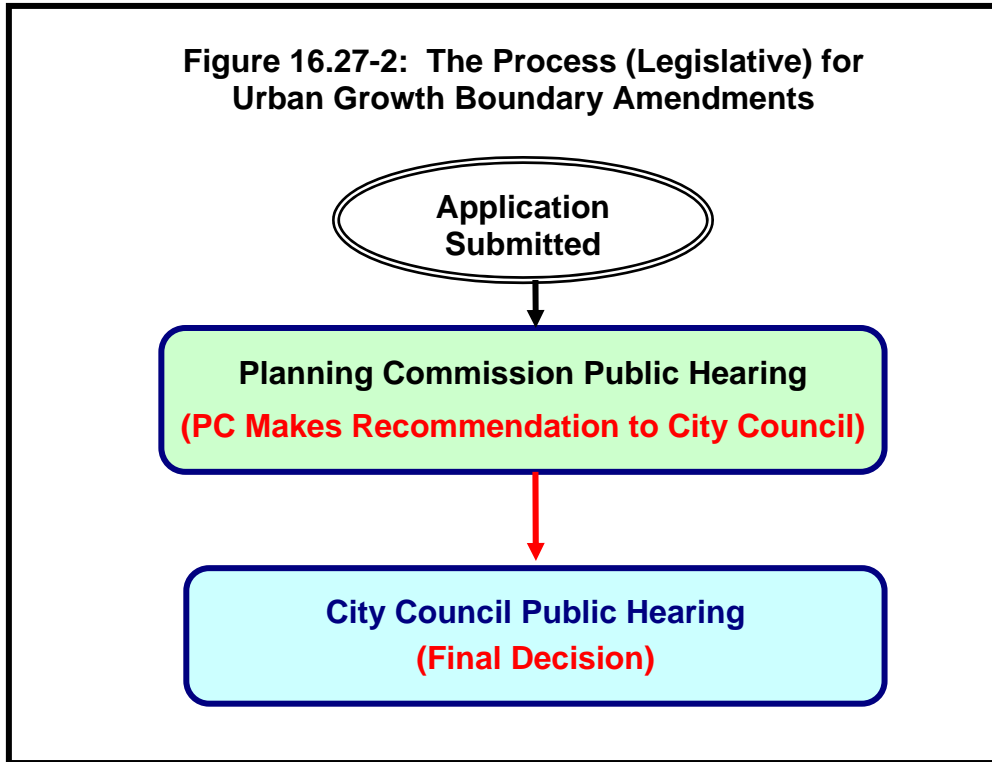 Figure 16.27-2:  The Process (Legislative) for
Urban Growth Boundary Amendments
Application
Submitted
Planning Commission Public Hearing
(PC Makes Recommendation to City Council)
City Council Public Hearing
(Final Decision)